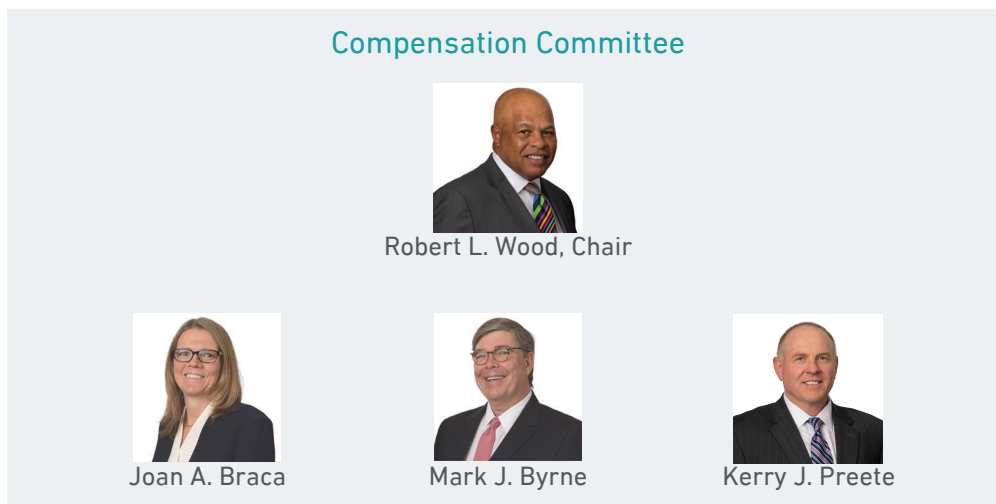 Compensation Committee
Robert L. Wood, Chair
Joan A. Braca
Mark J. Byrne
Kerry J. Preete